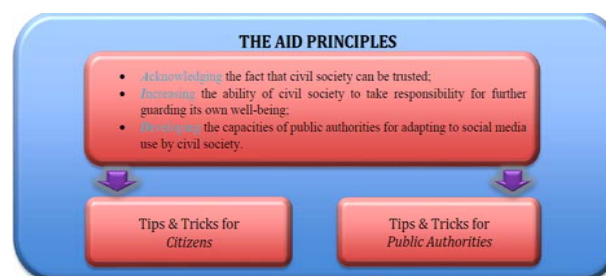 THE AID PRINCIPLES
• Acknowledging the fact that civil society can be trusted;
• Increasing the ability of civil society to take responsibility for further
guarding its own well-being;
• Developing the capacities of public authorities for adapting to social media
use by civil society.
Tips & Tricks for
Citizens
Tips & Tricks for
Public Authorities